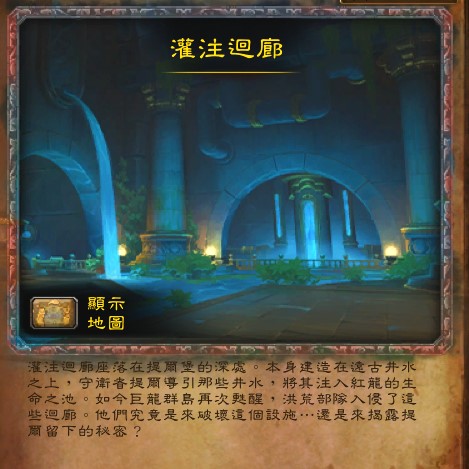 灌注迴廊
顯示
地圖
灌注迴廊座落在提爾堡的深處。本身建造在遠古井水
之上，守衛者提爾導引那些井水，將其注入紅龍的生
命之池。如今巨龍群島再次甦醒，洪荒部隊入侵了這
些迴廊。他們究竟是來破壞這個設施…還是來揭露提
爾留下的秘密？